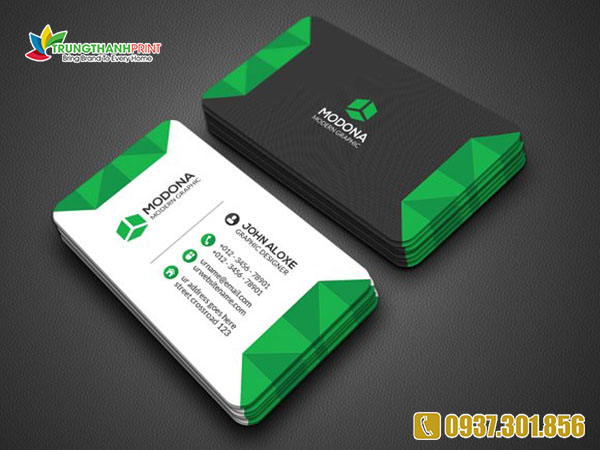 TRUNGTHANHPRINT
Bring Brand To Every Home
MODONA
MODERN GRAPHIC
MODONA
MODERN GRAPHIC
JOHN ALOXE
GRAPHIC DESIGNER
+012 - 3456 - 78901
+012 - 3456 - 78901
urname@email.com
urwebsitename.com
ur address goes here
street crossroad 123
0937.301.856